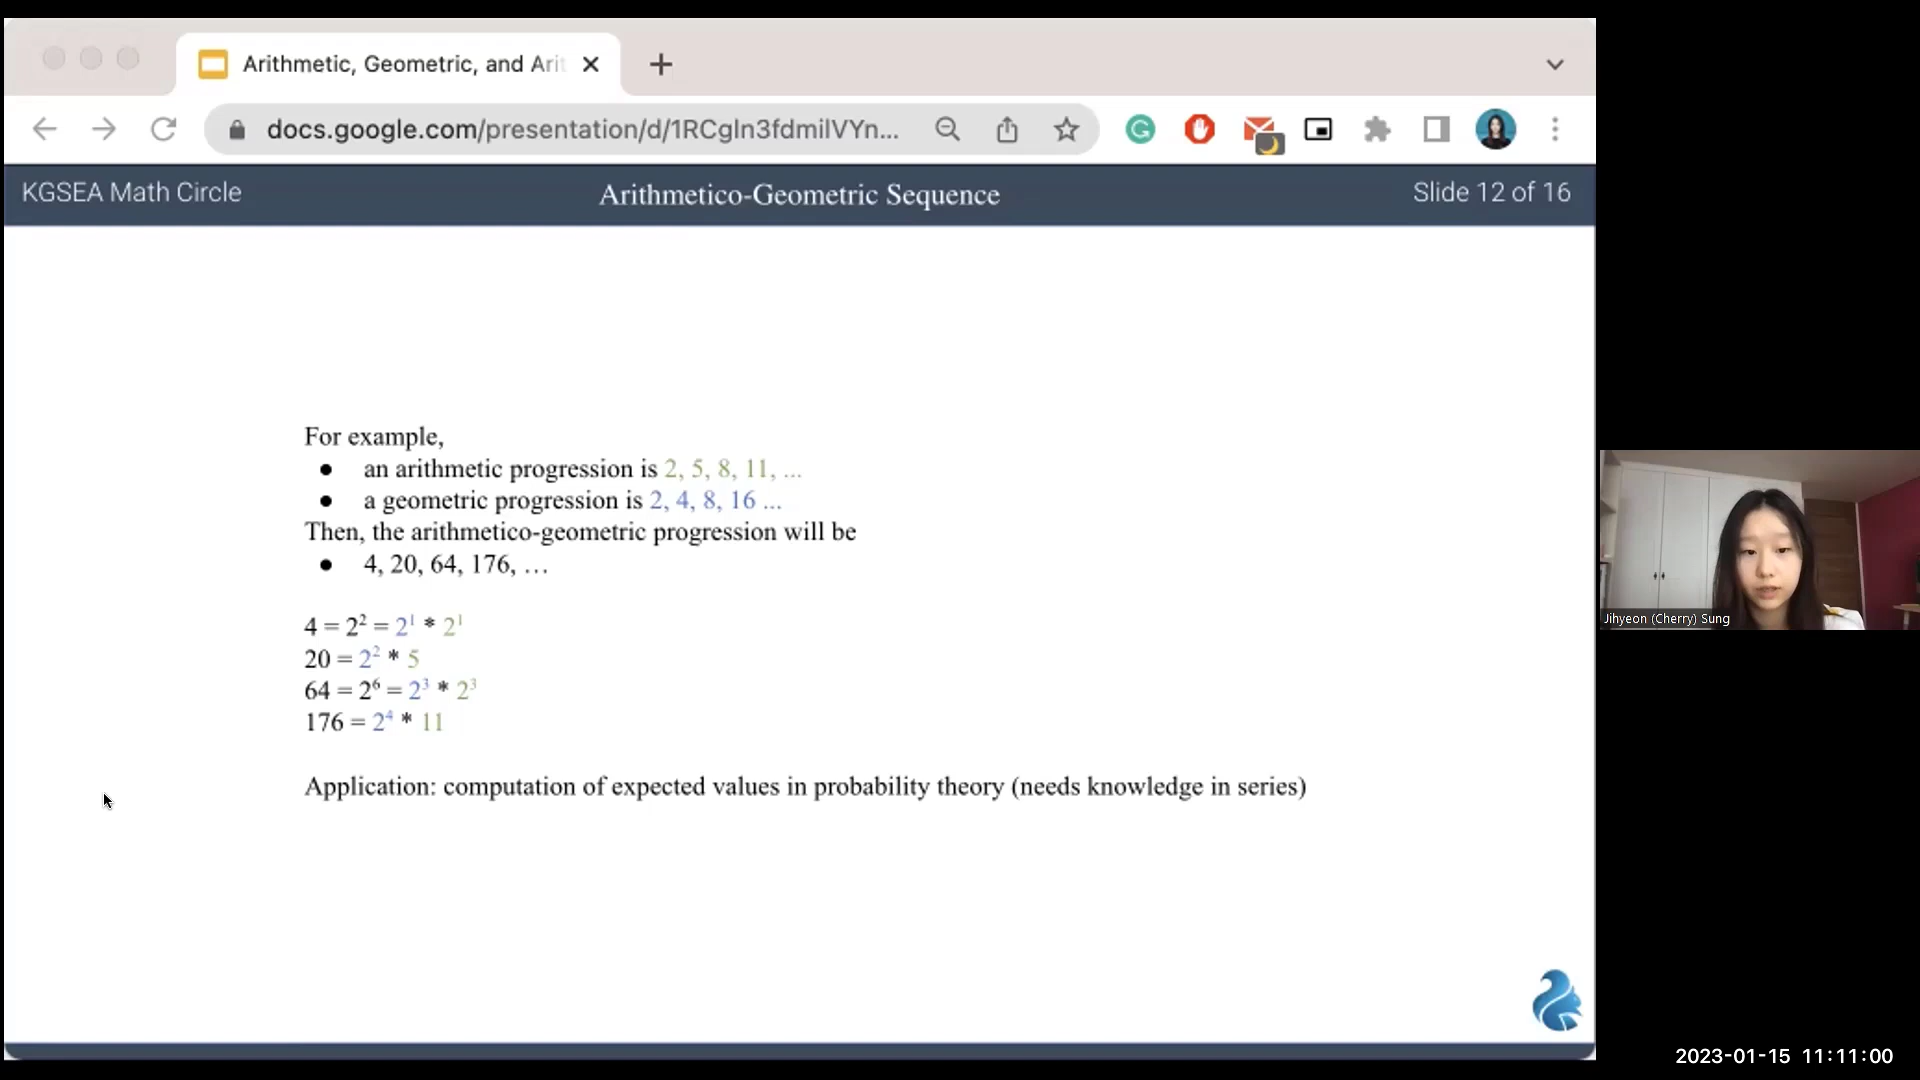 Arithmetic, Geometric, and Arit
docs.google.com/presentation/d/1RCgln3fdmilVYn...
KGSEA Math Circle
Arithmetico-Geometric Sequence
Slide 12 of 16
For example,
● an arithmetic progression is 2, 5, 8, 11, ...
● a geometric progression is 2, 4, 8, 16 ...
Then, the arithmetico-geometric progression will be
● 4, 20, 64, 176, …
4 = 2² = 2¹ * 2¹
20 = 2² * 5
64 = 2⁶ = 2³ * 2³
176 = 2⁴ * 11
Application: computation of expected values in probability theory (needs knowledge in series)
Jihyeon (Cherry) Sung
2023-01-15 11:11:00